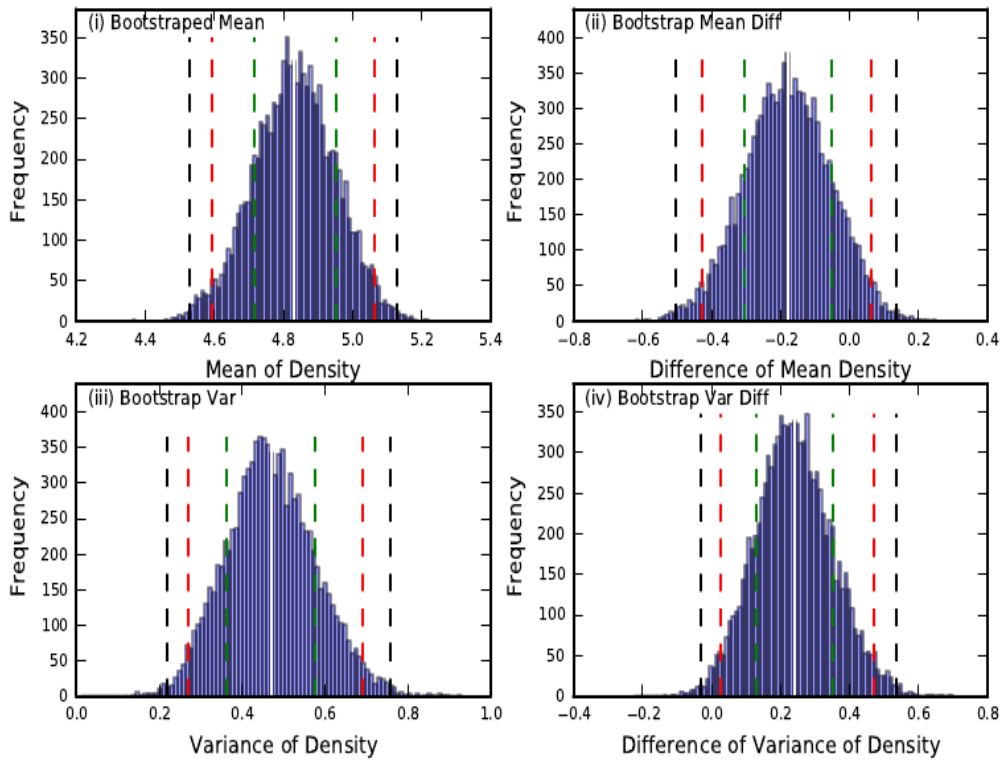 (i) Bootstraped Mean
350
300
250
200
150
100
50
0
Frequency
4.2 4.4 4.6 4.8 5.0 5.2 5.4
Mean of Density
(ii) Bootstrap Mean Diff
400
350
300
250
200
150
100
50
0
Frequency
−0.8 −0.6 −0.4 −0.2 0.0 0.2 0.4
Difference of Mean Density
(iii) Bootstrap Var
400
350
300
250
200
150
100
50
0
Frequency
0.0 0.2 0.4 0.6 0.8 1.0
Variance of Density
(iv) Bootstrap Var Diff
350
300
250
200
150
100
50
0
Frequency
−0.4 −0.2 0.0 0.2 0.4 0.6 0.8
Difference of Variance of Density